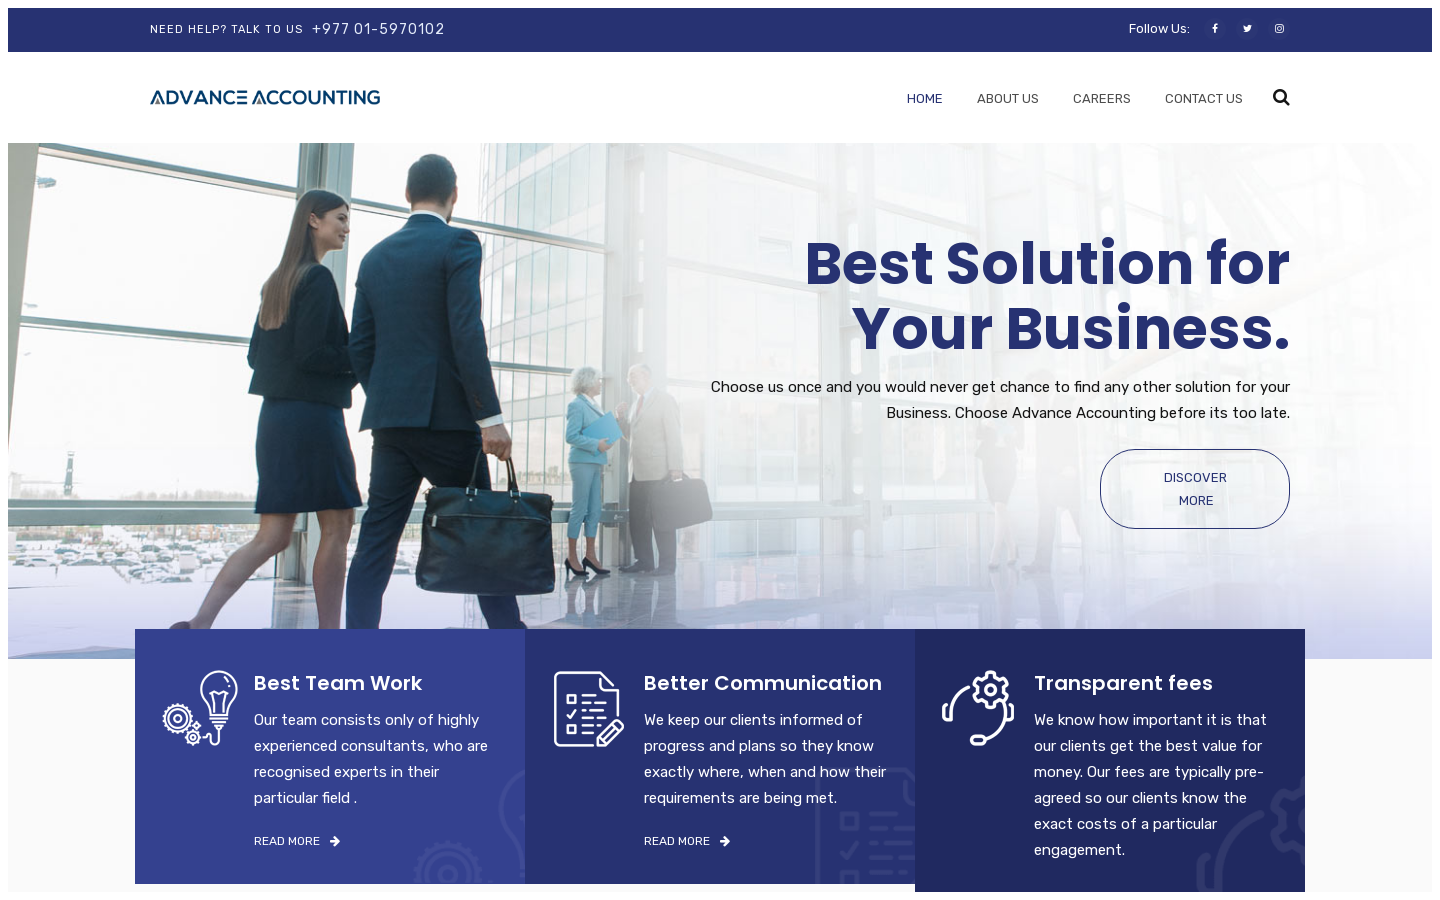 NEED HELP? TALK TO US +977 01-5970102
Follow Us:
ADVANCE ACCOUNTING
HOME ABOUT US CAREERS CONTACT US
Best Solution for
Your Business.
Choose us once and you would never get chance to find any other solution for your
Business. Choose Advance Accounting before its too late.
DISCOVER
MORE
Best Team Work
Our team consists only of highly
experienced consultants, who are
recognised experts in their
particular field .
READ MORE
Better Communication
We keep our clients informed of
progress and plans so they know
exactly where, when and how their
requirements are being met.
READ MORE
Transparent fees
We know how important it is that
our clients get the best value for
money. Our fees are typically pre-
agreed so our clients know the
exact costs of a particular
engagement.